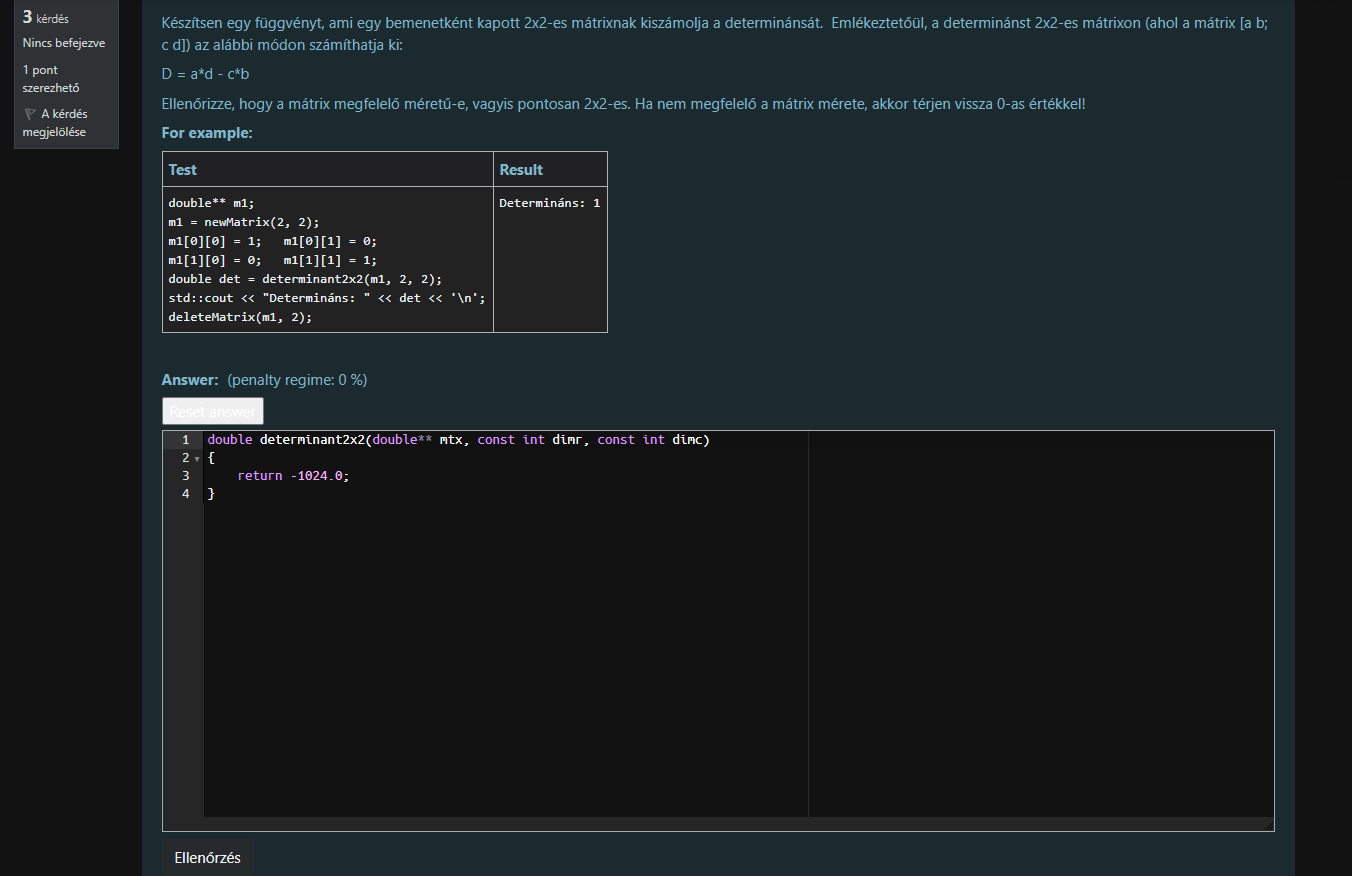 3 kérdés
Nincs befejezve
1 pont
szerezhető
A kérdés
megjelölése
Készítsen egy függvényt, ami egy bemenetként kapott 2x2-es mátrixnak kiszámolja a determinánsát.  Emlékeztetőül, a determinánst 2x2-es mátrixon (ahol a mátrix [a b;
c d]) az alábbi módon számíthatja ki:
D = a*d - c*b
Ellenőrizze, hogy a mátrix megfelelő méretű-e, vagyis pontosan 2x2-es. Ha nem megfelelő a mátrix mérete, akkor térjen vissza 0-as értékkel!
For example:
Test Result
double** m1; Determináns: 1
m1 = newMatrix(2, 2);
m1[0][0] = 1;   m1[0][1] = 0;
m1[1][0] = 0;   m1[1][1] = 1;
double det = determinant2x2(m1, 2, 2);
std::cout << "Determináns: " << det << '\n';
deleteMatrix(m1, 2);
Answer: (penalty regime: 0 %)
Reset answer
1 double determinant2x2(double** mtx, const int dimr, const int dimc)
2 {
3     return -1024.0;
4 }
Ellenőrzés